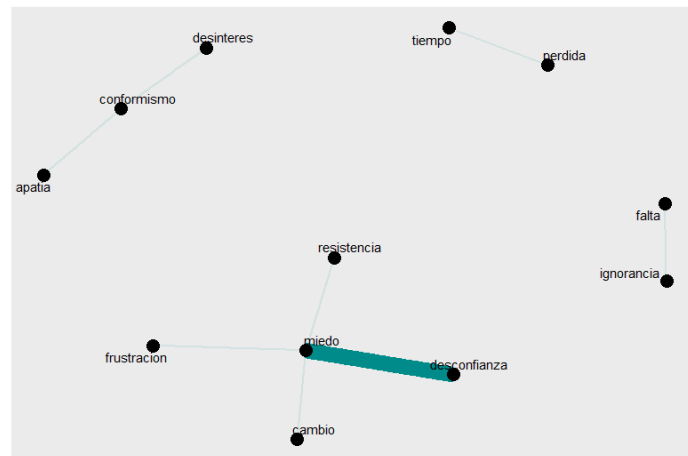 desinteres
tiempo
perdida
conformismo
apatia
falta
resistencia
ignorancia
miedo
frustracion
desconfianza
cambio